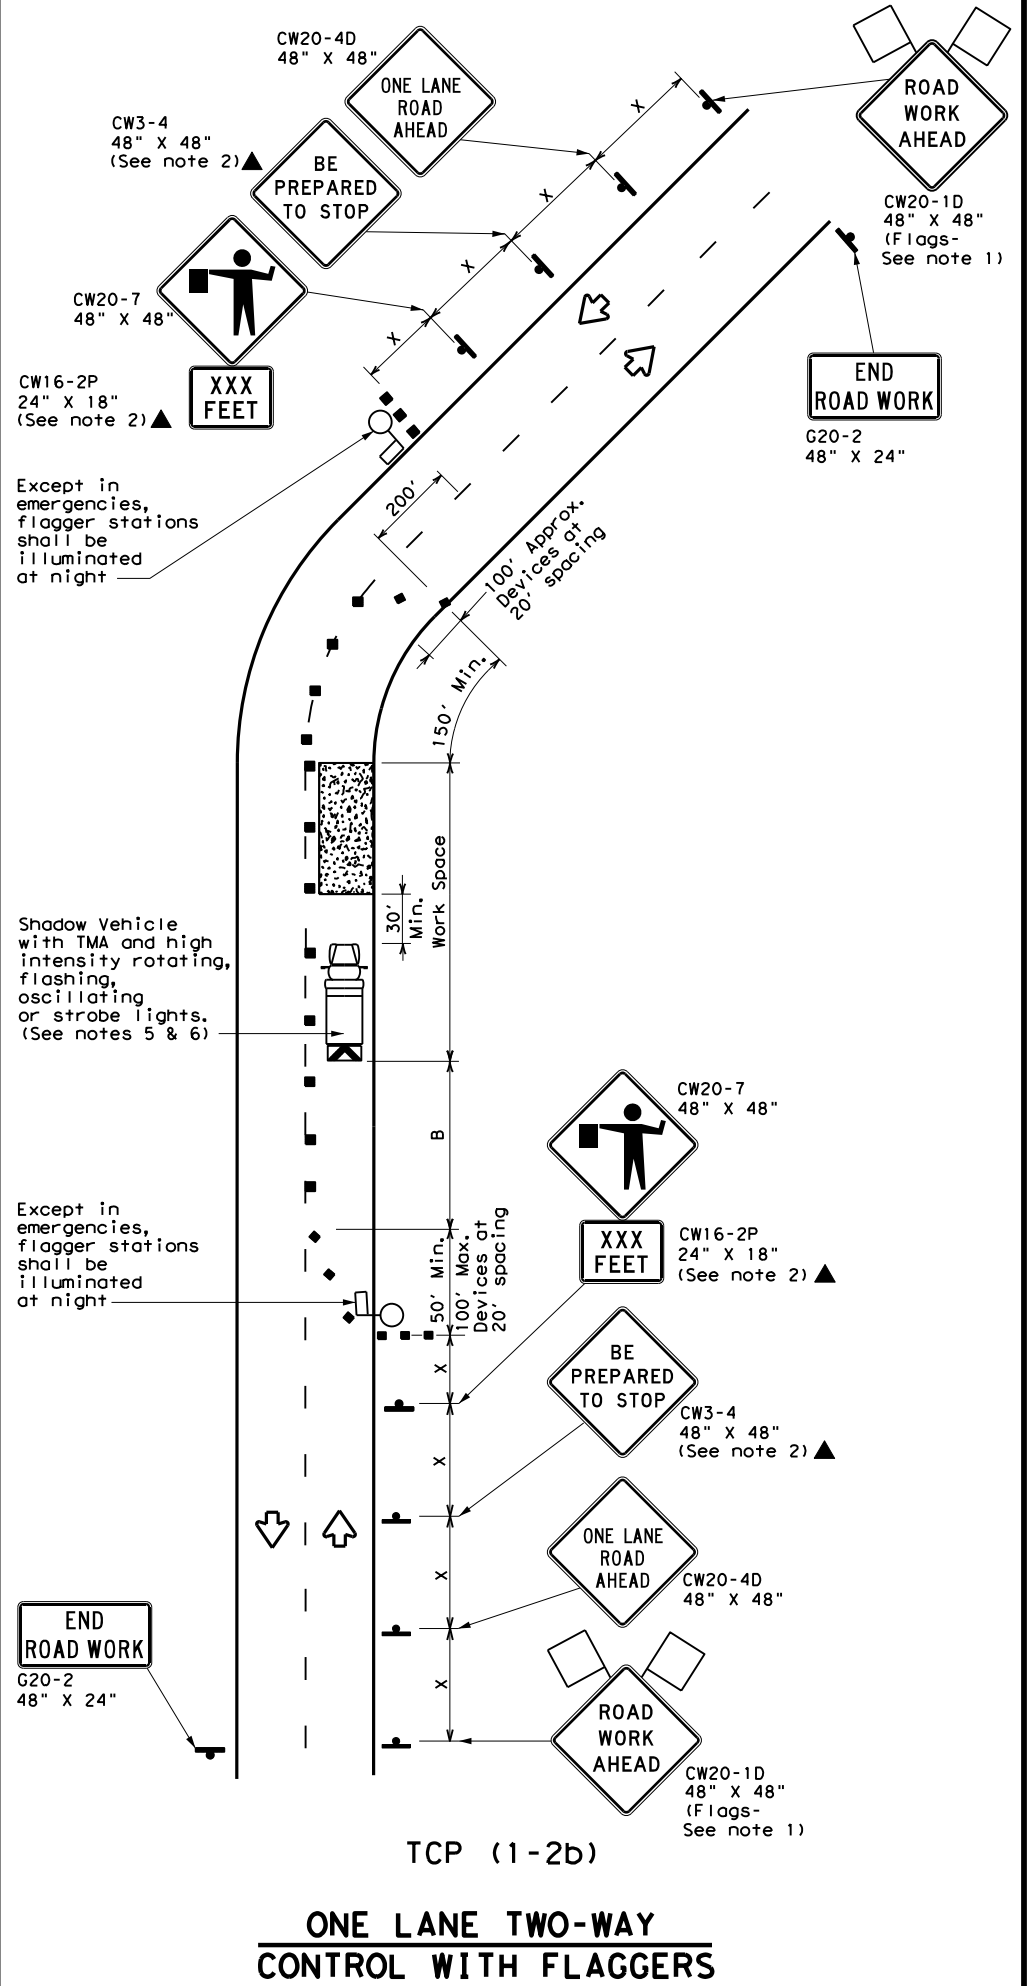 CW20-4D
48" X 48"
ONE LANE
ROAD
AHEAD
CW3-4
48" X 48"
(See note 2)
BE
PREPARED
TO STOP
CW20-7
48" X 48"
CW16-2P
24" X 18"
(See note 2)
XXX
FEET
X
X
X
X
ROAD
WORK
AHEAD
CW20-1D
48" X 48"
(Flags-
See note 1)
END
ROAD WORK
G20-2
48" X 24"
Except in
emergencies,
flagger stations
shall be
illuminated
at night
200'
100' Approx.
Devices at
20' spacing
150' Min.
Work Space
30'
Min.
Shadow Vehicle
with TMA and high
intensity rotating,
flashing,
oscillating
or strobe lights.
(See notes 5 & 6)
B
CW20-7
48" X 48"
XXX
FEET
CW16-2P
24" X 18"
(See note 2)
Except in
emergencies,
flagger stations
shall be
illuminated
at night
50' Min.
100' Max.
Devices at
20' spacing
X
X
X
X
BE
PREPARED
TO STOP
CW3-4
48" X 48"
(See note 2)
ONE LANE
ROAD
AHEAD
CW20-4D
48" X 48"
END
ROAD WORK
G20-2
48" X 24"
ROAD
WORK
AHEAD
CW20-1D
48" X 48"
(Flags-
See note 1)
TCP (1-2b)
ONE LANE TWO-WAY
CONTROL WITH FLAGGERS